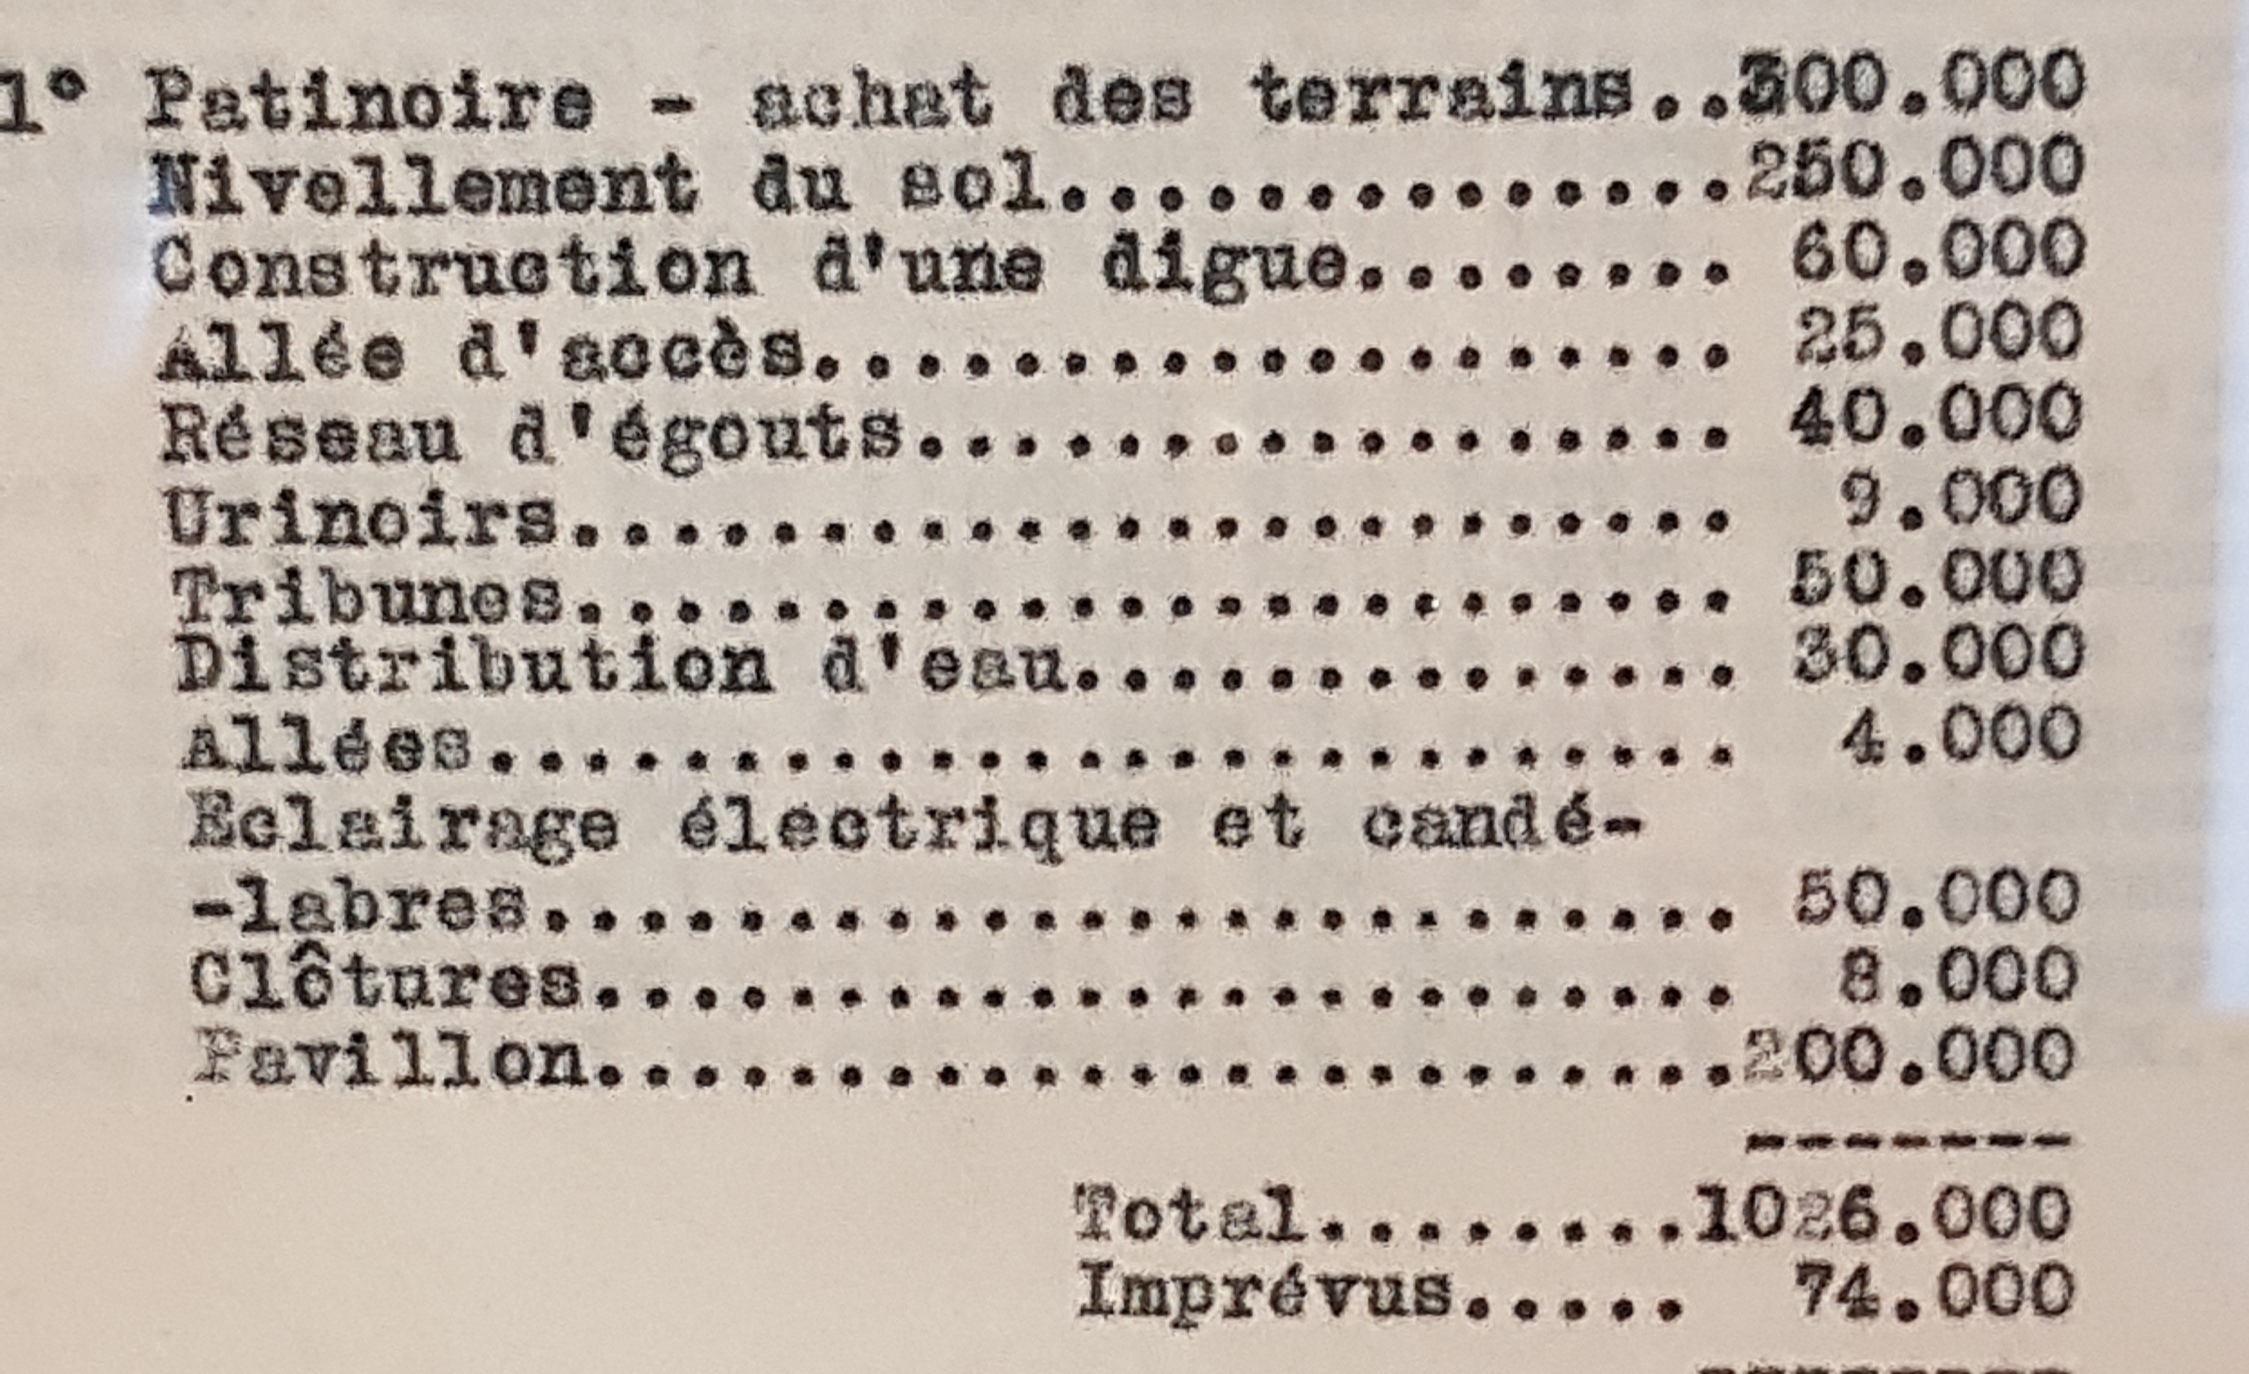 1° Patinoire - achat des terrains..300.000
Nivellement du sol..............250.000
Construction d'une digue........ 60.000
Allée d'accès................... 25.000
Réseau d'égouts................. 40.000
Urinoirs........................ 9.000
Tribunes........................ 50.000
Distribution d'eau.............. 30.000
Allées.......................... 4.000
Eclairage électrique et candé-
-labres......................... 50.000
Clôtures........................ 8.000
Pavillon........................200.000
-------
Total........1026.000
Imprévus..... 74.000